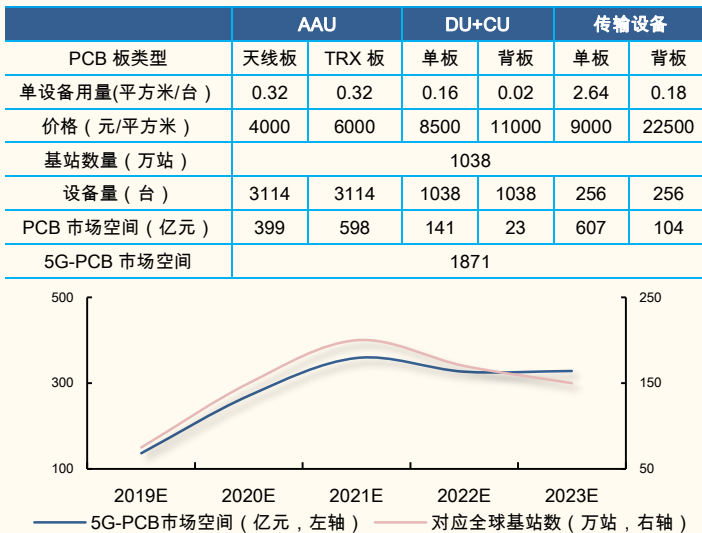 AAU DU+CU 传输设备
PCB 板类型 天线板 TRX 板 单板 背板 单板 背板
单设备用量(平方米/台） 0.32 0.32 0.16 0.02 2.64 0.18
价格（元/平方米） 4000 6000 8500 11000 9000 22500
基站数量（万站） 1038
设备量（台） 3114 3114 1038 1038 256 256
PCB 市场空间（亿元） 399 598 141 23 607 104
5G-PCB 市场空间 1871
500 250
300 150
100 50
2019E 2020E 2021E 2022E 2023E
5G-PCB市场空间（亿元，左轴） 对应全球基站数（万站，右轴）